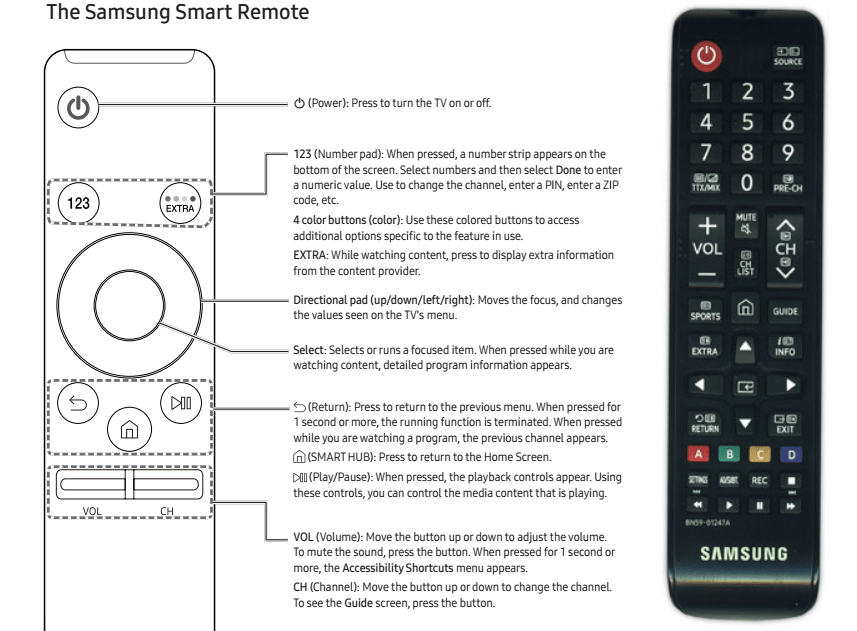 The Samsung Smart Remote
(Power): Press to turn the TV on or off.
123
EXTRA
123 (Number pad): When pressed, a number strip appears on the
bottom of the screen. Select numbers and then select Done to enter
a numeric value. Use to change the channel, enter a PIN, enter a ZIP
code, etc.
4 color buttons (color): Use these colored buttons to access
additional options specific to the feature in use.
EXTRA: While watching content, press to display extra information
from the content provider.
Directional pad (up/down/left/right): Moves the focus, and changes
the values seen on the TV's menu.
Select: Selects or runs a focused item. When pressed while you are
watching content, detailed program information appears.
(Return): Press to return to the previous menu. When pressed for
1 second or more, the running function is terminated. When pressed
while you are watching a program, the previous channel appears.
(SMART HUB): Press to return to the Home Screen.
(Play/Pause): When pressed, the playback controls appear. Using
these controls, you can control the media content that is playing.
VOL CH
VOL (Volume): Move the button up or down to adjust the volume.
To mute the sound, press the button. When pressed for 1 second or
more, the Accessibility Shortcuts menu appears.
CH (Channel): Move the button up or down to change the channel.
To see the Guide screen, press the button.
SOURCE
1 2 3
4 5 6
7 8 9
TTX/MIX 0 PRE-CH
MUTE
VOL CH
CH
LIST
SPORTS GUIDE
EXTRA INFO
RETURN EXIT
A B C D
SETTINGS AD/SUBT. REC
BN59-01247A
SAMSUNG